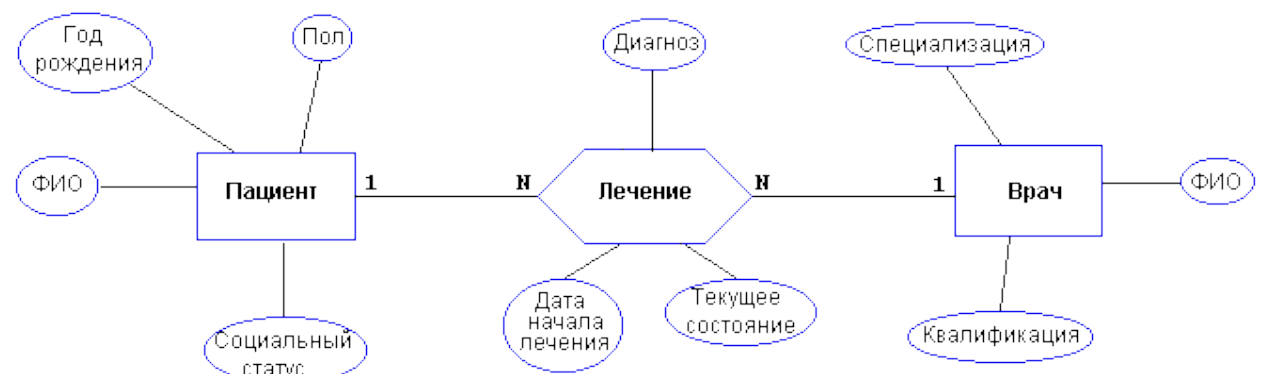 Год
рождения
Пол
Диагноз
Специализация
ФИО
Пациент
1
N
Лечение
N
1
Врач
ФИО
Социальный
статус
Дата
начала
лечения
Текущее
состояние
Квалификация